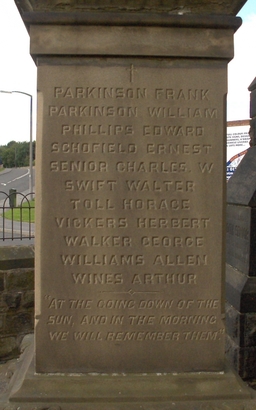 PARKINSON FRANK
PARKINSON WILLIAM
PHILLIPS EDWARD
SCHOFIELD ERNEST
SENIOR CHARLES. W
SWIFT WALTER
TOLL HORACE
VICKERS HERBERT
WALKER GEORGE
WILLIAMS ALLEN
WINES ARTHUR
"AT THE GOING DOWN OF THE
SUN, AND IN THE MORNING
WE WILL REMEMBER THEM"